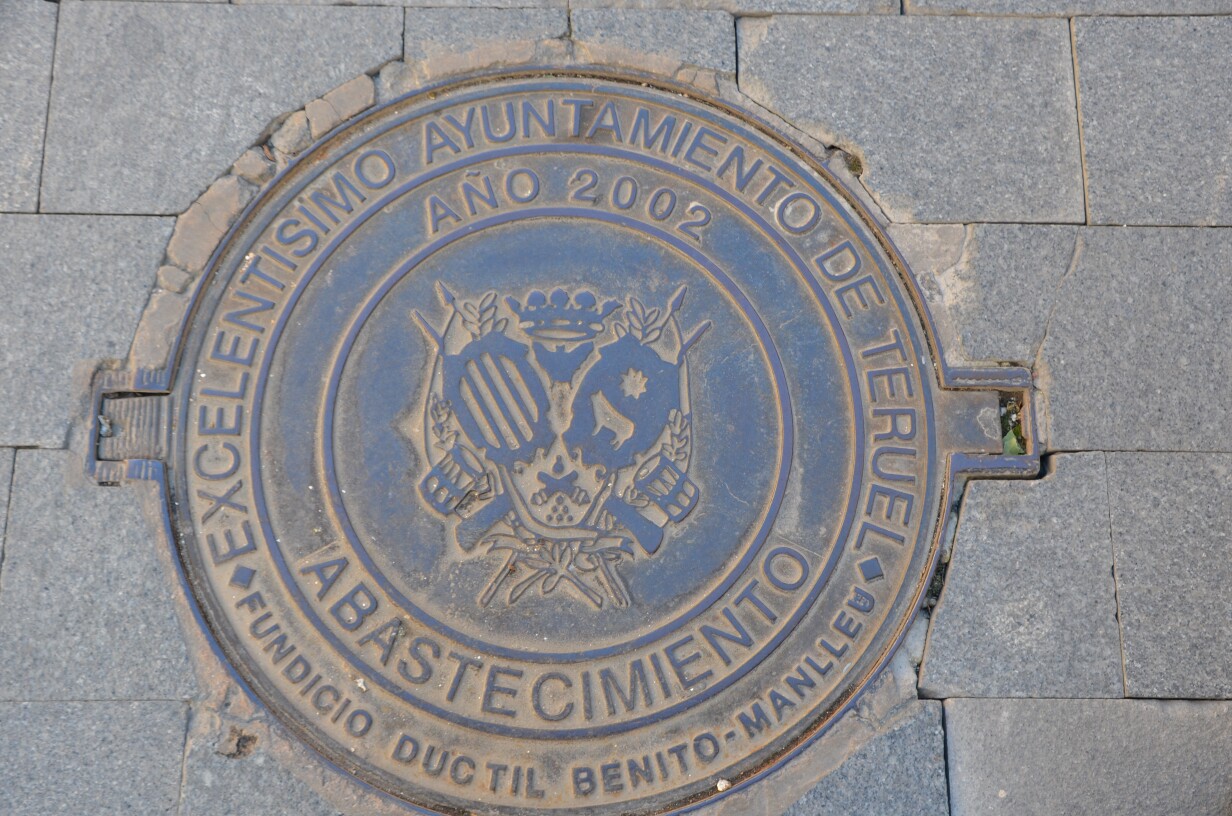 EXCELENTISIMO AYUNTAMIENTO DE TERUEL
AÑO 2002
ABASTECIMIENTO
FUNDICIO DUCTIL BENITO-MANLLEU